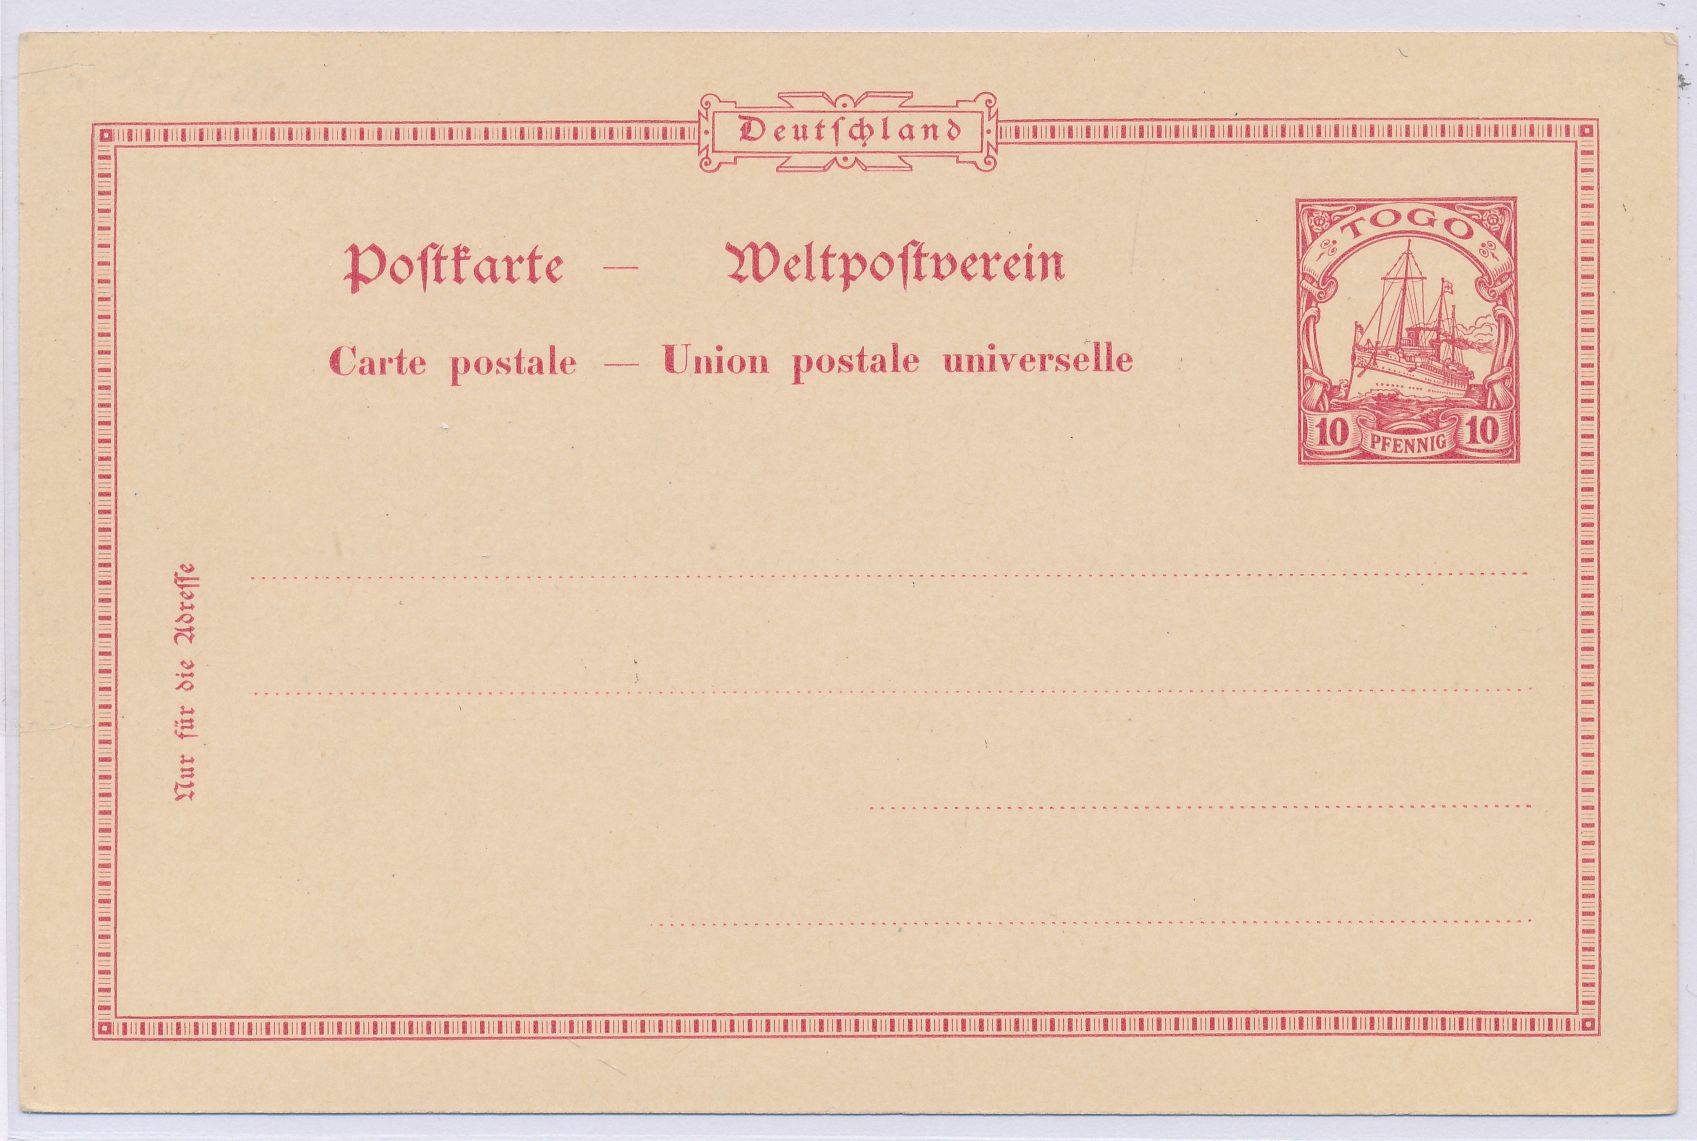 Deutſchland
Poſtkarte — Weltpoſtverein
Carte postale — Union postale universelle
TOGO
10 PFENNIG 10
Nur für die Adreſſe